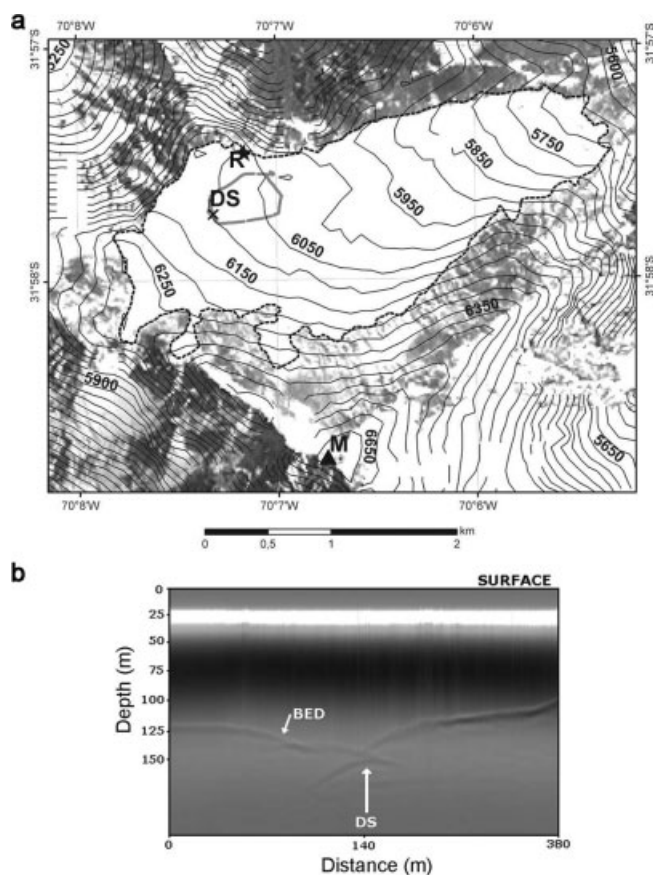 a
70°8'W 70°7'W 70°6'W
31°57'S 31°57'S
5250
5600
R
DS
5750
5850
5950
6050
6150
6250
31°58'S 31°58'S
6350
5900
M
6650
5650
70°8'W 70°7'W 70°6'W
km
0 0,5 1 2
b
SURFACE
0
25
50
75
100
125
150
Depth (m)
BED
DS
0 140 380
Distance (m)